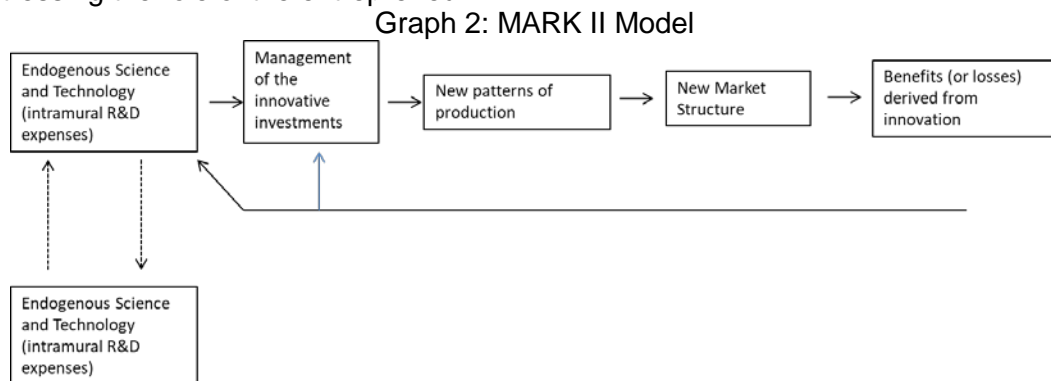 Graph 2: MARK II Model
Endogenous Science
and Technology
(intramural R&D
expenses)
Management
of the
innovative
investments
New patterns of
production
New Market
Structure
Benefits (or losses)
derived from
innovation
Endogenous Science
and Technology
(intramural R&D
expenses)